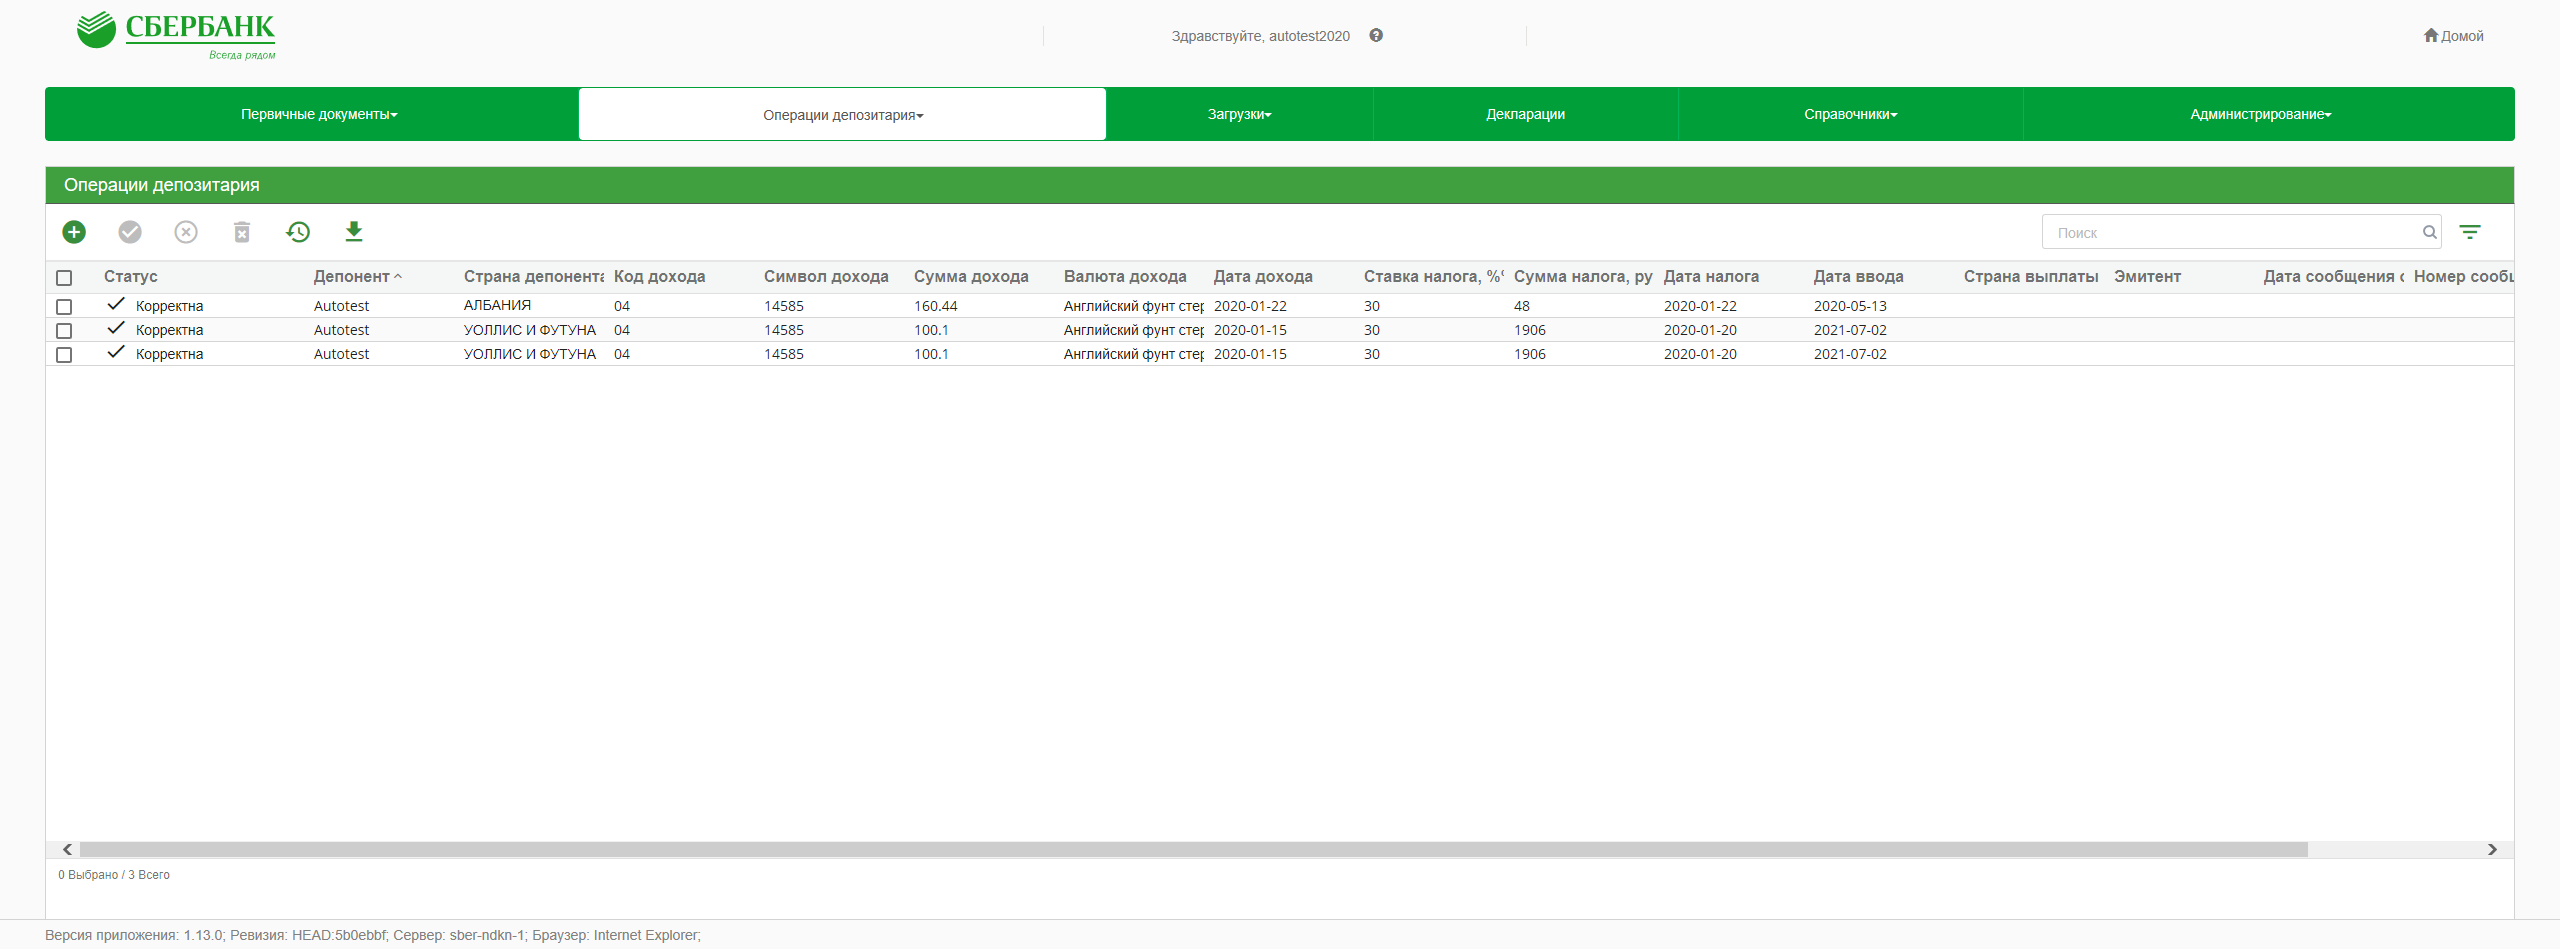 СБЕРБАНК
Всегда рядом
Здравствуйте, autotest2020
Домой
Первичные документы Операции депозитария Загрузки Декларации Справочники Администрирование
Операции депозитария
Поиск
Статус Депонент Страна депонента Код дохода Символ дохода Сумма дохода Валюта дохода Дата дохода Ставка налога, % Сумма налога, ру Дата налога Дата ввода Страна выплаты Эмитент Дата сообщения с Номер сообщ
Корректна Autotest АЛБАНИЯ 04 14585 160.44 Английский фунт стер 2020-01-22 30 48 2020-01-22 2020-05-13
Корректна Autotest УОЛЛИС И ФУТУНА 04 14585 100.1 Английский фунт стер 2020-01-15 30 1906 2020-01-20 2021-07-02
Корректна Autotest УОЛЛИС И ФУТУНА 04 14585 100.1 Английский фунт стер 2020-01-15 30 1906 2020-01-20 2021-07-02
0 Выбрано / 3 Всего
Версия приложения: 1.13.0; Ревизия: HEAD:5b0ebbf; Сервер: sber-ndkn-1; Браузер: Internet Explorer;